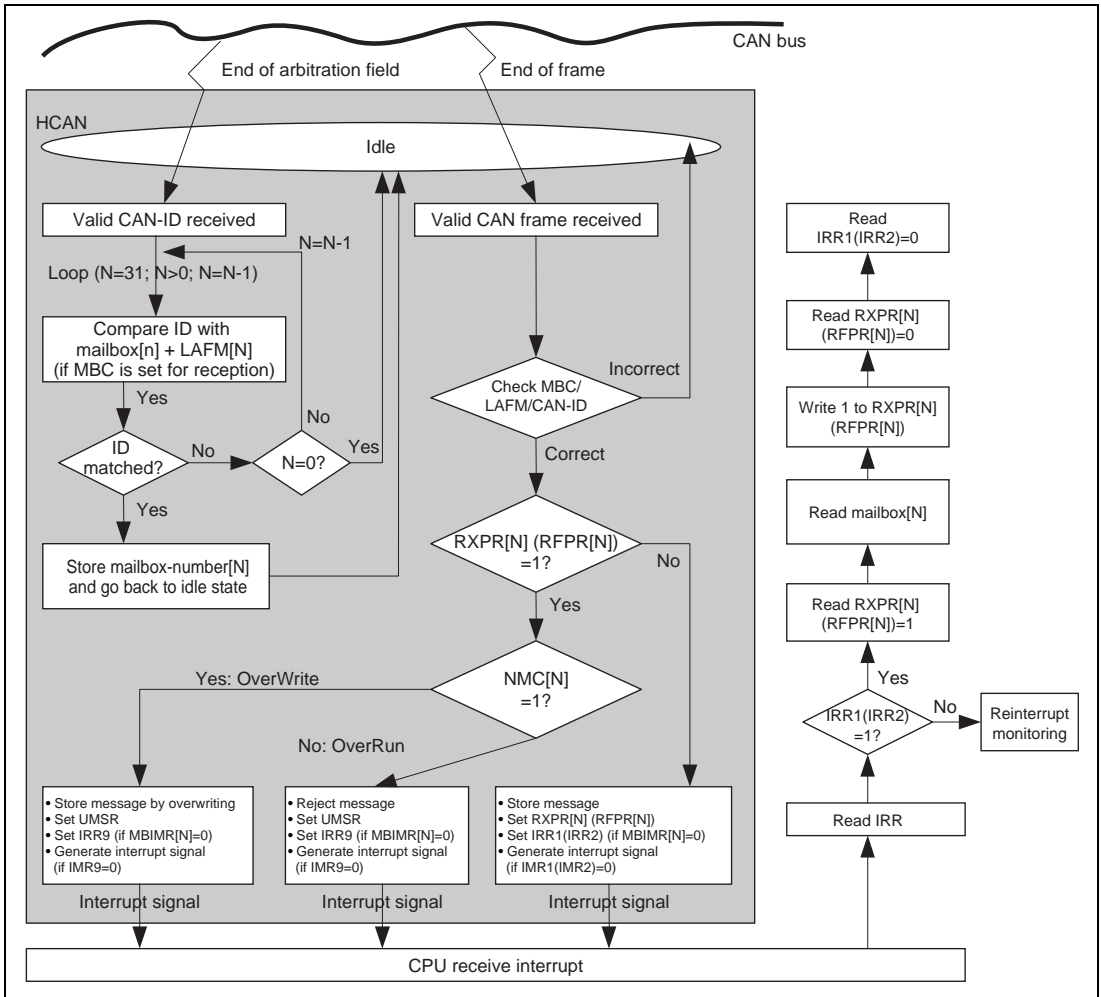 CAN bus
End of arbitration field
End of frame
HCAN
Idle
Valid CAN-ID received
N=N-1
Loop (N=31; N>0; N=N-1)
Compare ID with
mailbox[n] + LAFM[N]
(if MBC is set for reception)
Yes
ID
matched?
No
N=0?
No
Yes
Yes
Store mailbox-number[N]
and go back to idle state
Valid CAN frame received
Check MBC/
LAFM/CAN-ID
Incorrect
Correct
RXPR[N] (RFPR[N])
=1?
No
Yes
NMC[N]
=1?
Yes: OverWrite
No: OverRun
• Store message by overwriting
• Set UMSR
• Set IRR9 (if MBIMR[N]=0)
• Generate interrupt signal
(if IMR9=0)
• Reject message
• Set UMSR
• Set IRR9 (if MBIMR[N]=0)
• Generate interrupt signal
(if IMR9=0)
• Store message
• Set RXPR[N] (RFPR[N])
• Set IRR1(IRR2) (if MBIMR[N]=0)
• Generate interrupt signal
(if IMR1(IMR2)=0)
Interrupt signal
Interrupt signal
Interrupt signal
CPU receive interrupt
Read
IRR1(IRR2)=0
Read RXPR[N]
(RFPR[N])=0
Write 1 to RXPR[N]
(RFPR[N])
Read mailbox[N]
Read RXPR[N]
(RFPR[N])=1
Yes
IRR1(IRR2)
=1?
No
Reinterrupt
monitoring
Read IRR